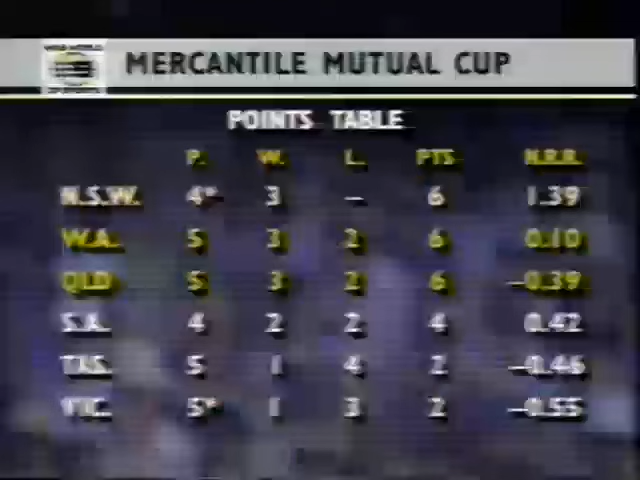 MERCANTILE MUTUAL CUP
POINTS TABLE
P. W. L. PTS N.R.R.
N.S.W. 4* 3 – 6 1.39
W.A. 5 3 2 6 0.10
QLD 5 3 2 6 –0.39
S.A. 4 2 2 4 0.42
TAS. 5 1 4 2 –0.46
VIC. 5* 1 3 2 –0.55